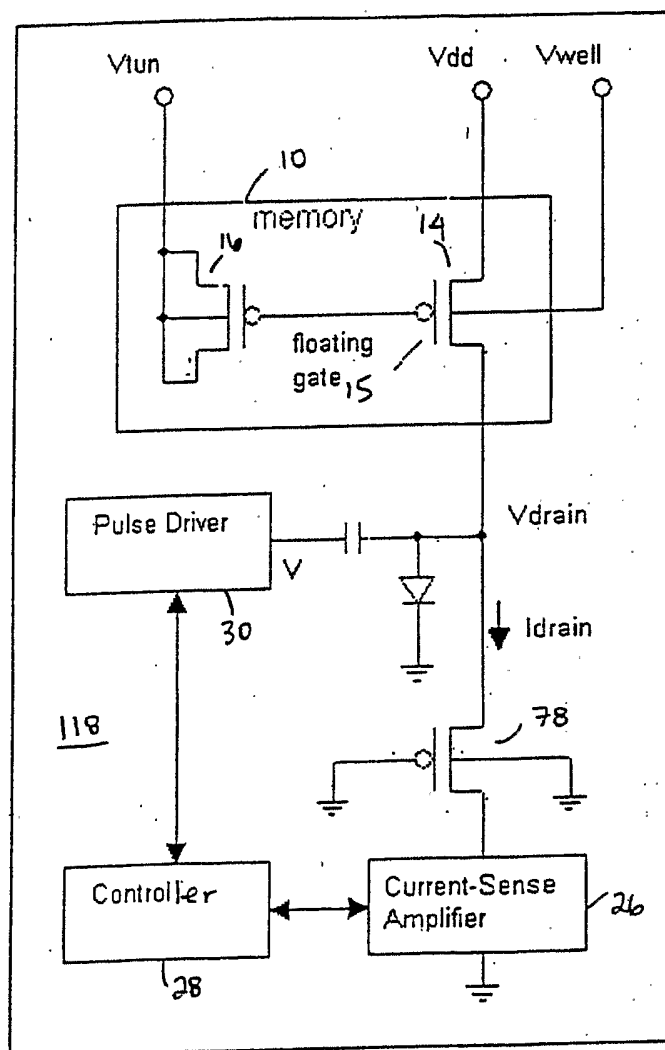 Vtun
Vdd
Vwell
10
memory
16
14
floating
gate 15
Pulse Driver
V
Vdrain
30
Idrain
118
78
Controller
Current-Sense
Amplifier
26
28